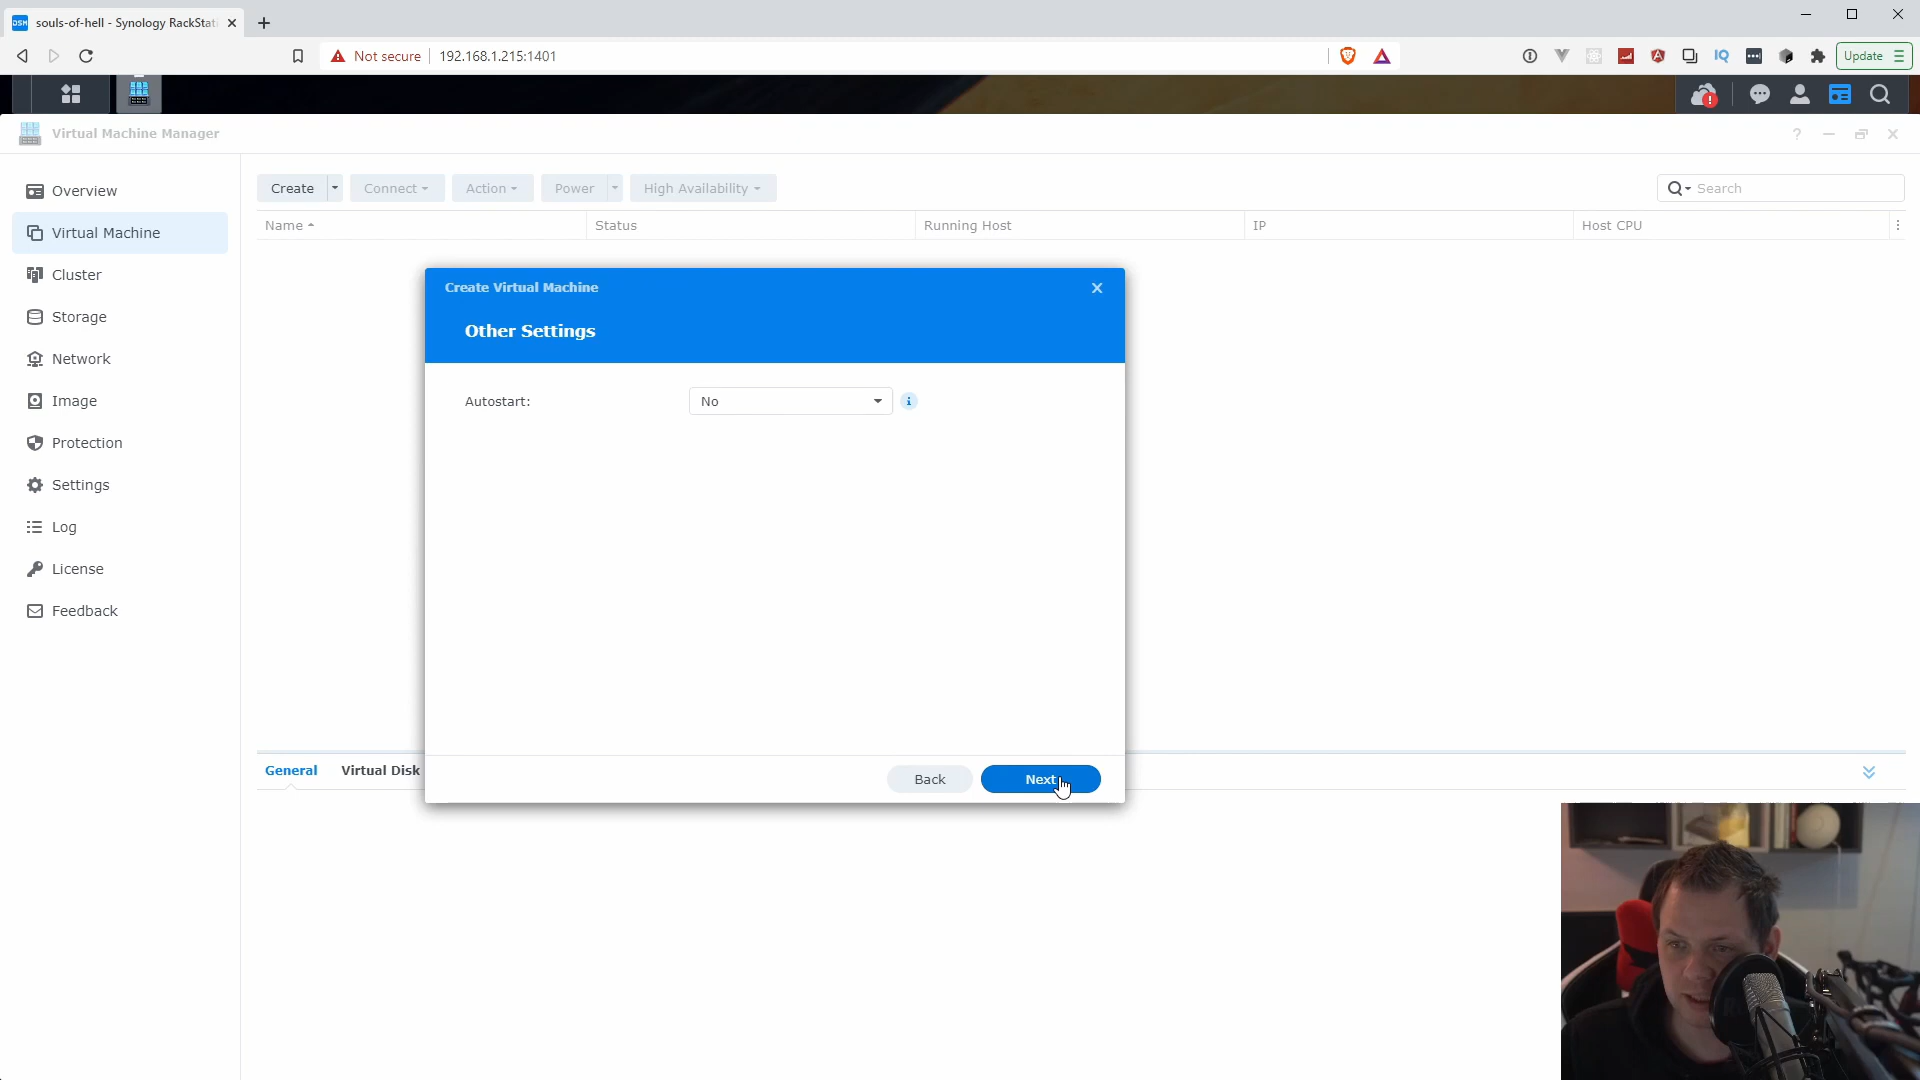 souls-of-hell - Synology RackStati
Not secure
192.168.1.215:1401
Update
Virtual Machine Manager
Overview
Virtual Machine
Cluster
Storage
Network
Image
Protection
Settings
Log
License
Feedback
Create
Connect
Action
Power
High Availability
Search
Name
Status
Running Host
IP
Host CPU
Create Virtual Machine
Other Settings
Autostart:
No
Back
Next
General
Virtual Disk